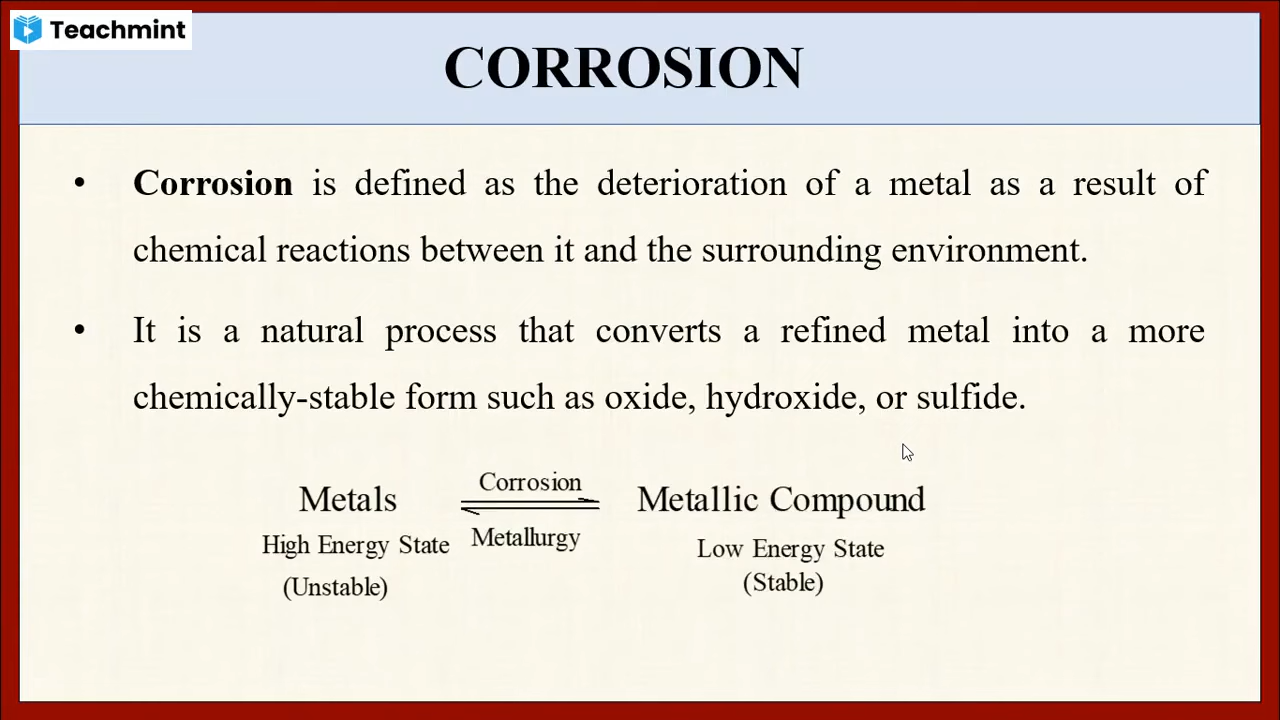 Teachmint
CORROSION
• Corrosion is defined as the deterioration of a metal as a result of
chemical reactions between it and the surrounding environment.
• It is a natural process that converts a refined metal into a more
chemically-stable form such as oxide, hydroxide, or sulfide.
Corrosion
Metals
Metallic Compound
Metallurgy
High Energy State
Low Energy State
(Unstable)
(Stable)